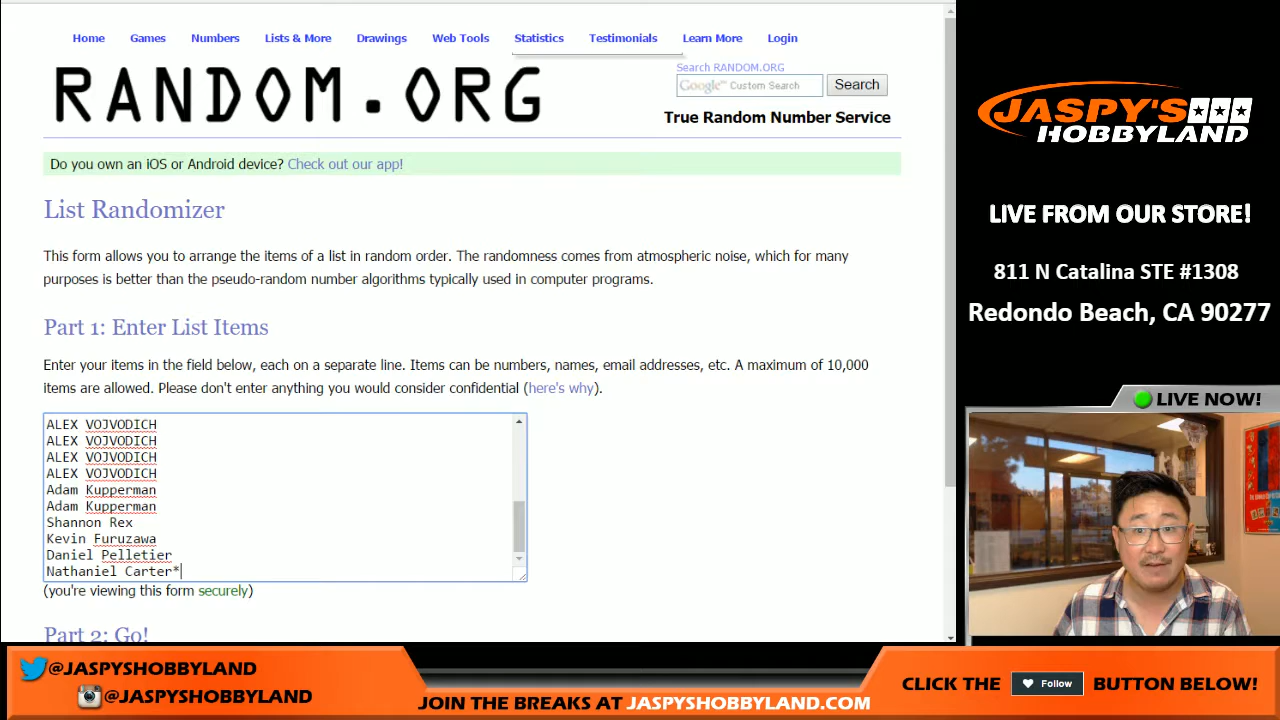 Home Games Numbers Lists & More Drawings Web Tools Statistics Testimonials Learn More Login
RANDOM.ORG
Search RANDOM.ORG
Google™ Custom Search Search
True Random Number Service
Do you own an iOS or Android device? Check out our app!
List Randomizer
This form allows you to arrange the items of a list in random order. The randomness comes from atmospheric noise, which for many
purposes is better than the pseudo-random number algorithms typically used in computer programs.
Part 1: Enter List Items
Enter your items in the field below, each on a separate line. Items can be numbers, names, email addresses, etc. A maximum of 10,000
items are allowed. Please don't enter anything you would consider confidential (here's why).
ALEX VOJVODICH
ALEX VOJVODICH
ALEX VOJVODICH
ALEX VOJVODICH
Adam Kupperman
Adam Kupperman
Shannon Rex
Kevin Furuzawa
Daniel Pelletier
Nathaniel Carter*
(you're viewing this form securely)
Part 2: Go!
JASPY'S
HOBBYLAND
LIVE FROM OUR STORE!
811 N Catalina STE #1308
Redondo Beach, CA 90277
LIVE NOW!
@JASPYSHOBBYLAND
@JASPYSHOBBYLAND
JOIN THE BREAKS AT JASPYSHOBBYLAND.COM
CLICK THE Follow BUTTON BELOW!